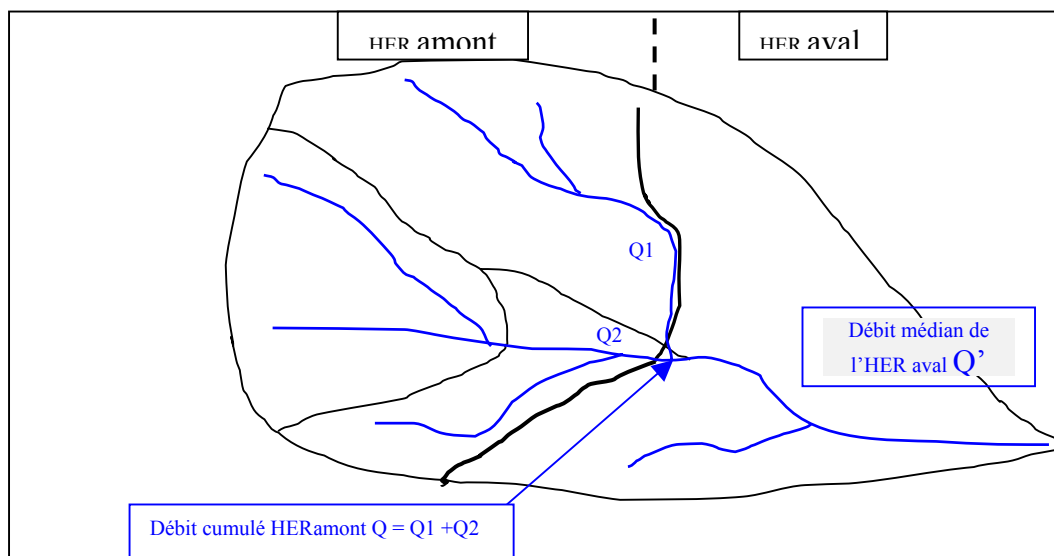 HER amont
HER aval
Q1
Q2
Débit médian de
l’HER aval Q’
Débit cumulé HERamont Q = Q1 +Q2